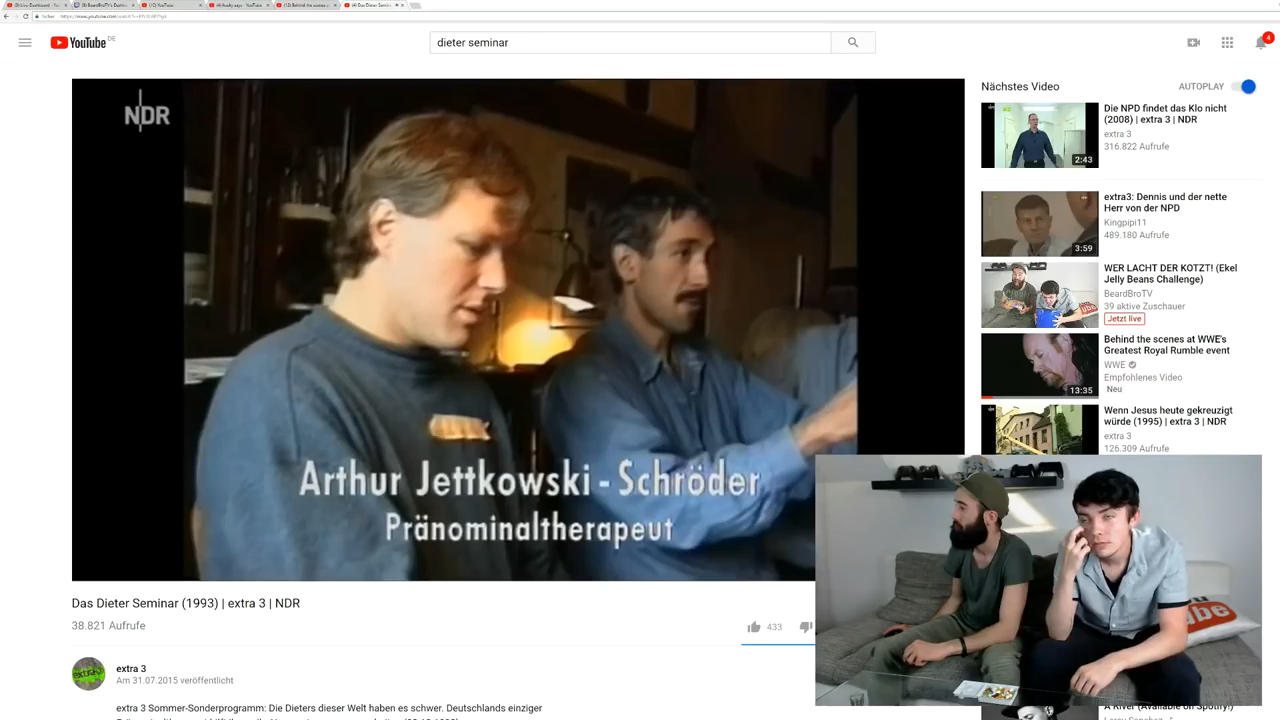 YouTube DE
dieter seminar
4
NDR
Arthur Jettkowski - Schröder
Pränominaltherapeut
Das Dieter Seminar (1993) | extra 3 | NDR
38.821 Aufrufe
433
extra 3
Am 31.07.2015 veröffentlicht
extra 3 Sommer-Sonderprogramm: Die Dieters dieser Welt haben es schwer. Deutschlands einziger
Nächstes Video
AUTOPLAY
Die NPD findet das Klo nicht
(2008) | extra 3 | NDR
extra 3
316.822 Aufrufe
2:43
extra3: Dennis und der nette
Herr von der NPD
Kingpipi11
489.180 Aufrufe
3:59
WER LACHT DER KOTZT! (Ekel
Jelly Beans Challenge)
BeardBroTV
39 aktive Zuschauer
Jetzt live
Behind the scenes at WWE's
Greatest Royal Rumble event
WWE
Empfohlenes Video
Neu
13:35
Wenn Jesus heute gekreuzigt
würde (1995) | extra 3 | NDR
extra 3
126.309 Aufrufe
A River (Available on Spotify!)